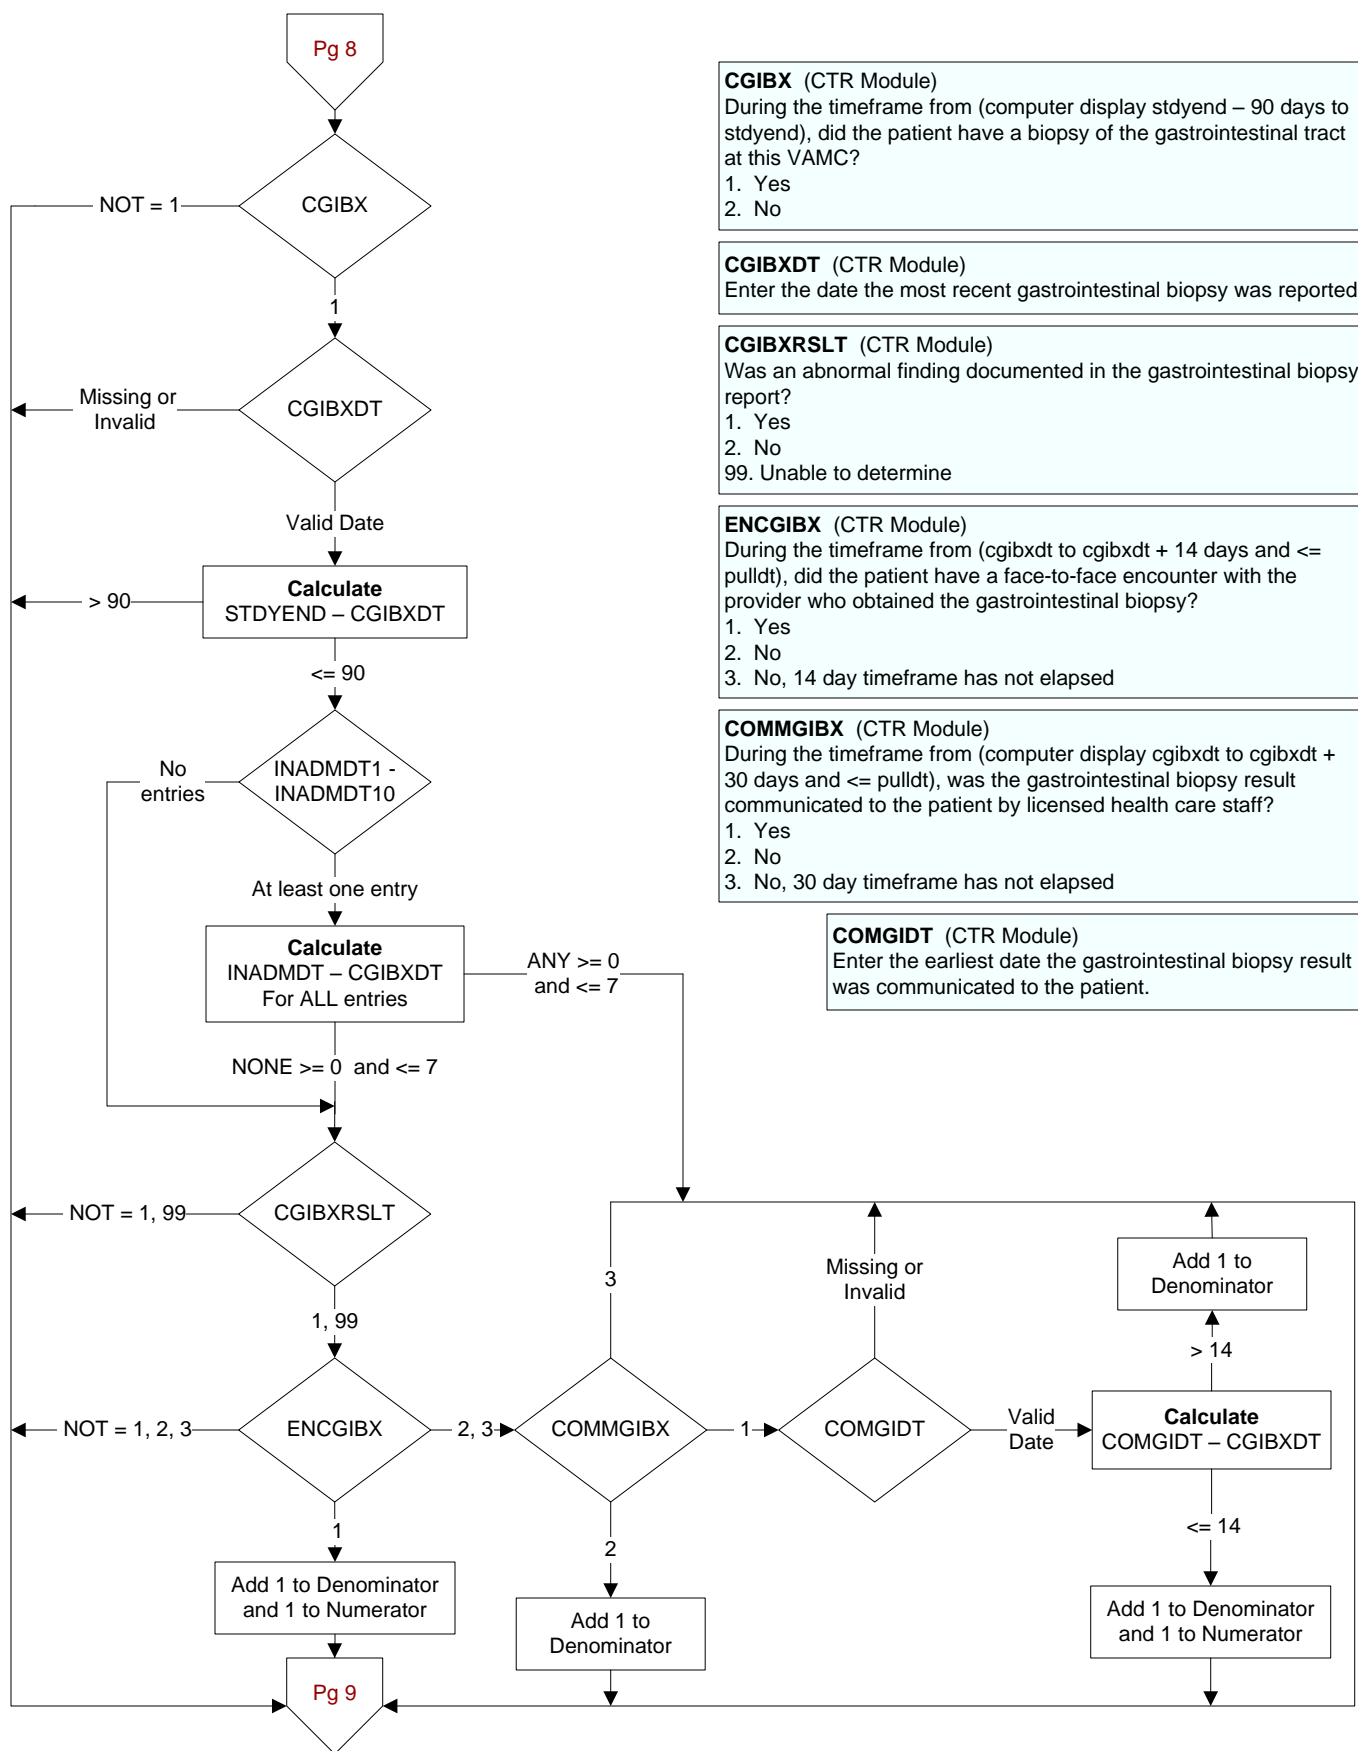 Pg 8
CGIBX
NOT = 1
1
CGIBXDT
Missing or
Invalid
Valid Date
Calculate
STDYEND – CGIBXDT
> 90
<= 90
INADMDT1 -
INADMDT10
No
entries
At least one entry
Calculate
INADMDT – CGIBXDT
For ALL entries
ANY >= 0
and <= 7
NONE >= 0 and <= 7
CGIBXRSLT
NOT = 1, 99
1, 99
ENCGIBX
NOT = 1, 2, 3
2, 3
1
Add 1 to Denominator
and 1 to Numerator
Pg 9
COMMGIBX
3
1
2
Add 1 to
Denominator
COMGIDT
Missing or
Invalid
Valid
Date
Calculate
COMGIDT – CGIBXDT
> 14
Add 1 to
Denominator
<= 14
Add 1 to Denominator
and 1 to Numerator
CGIBX (CTR Module)
During the timeframe from (computer display stdyend – 90 days to
stdyend), did the patient have a biopsy of the gastrointestinal tract
at this VAMC?
1. Yes
2. No
CGIBXDT (CTR Module)
Enter the date the most recent gastrointestinal biopsy was reported
CGIBXRSLT (CTR Module)
Was an abnormal finding documented in the gastrointestinal biopsy
report?
1. Yes
2. No
99. Unable to determine
ENCGIBX (CTR Module)
During the timeframe from (cgibxdt to cgibxdt + 14 days and <=
pulldt), did the patient have a face-to-face encounter with the
provider who obtained the gastrointestinal biopsy?
1. Yes
2. No
3. No, 14 day timeframe has not elapsed
COMMGIBX (CTR Module)
During the timeframe from (computer display cgibxdt to cgibxdt +
30 days and <= pulldt), was the gastrointestinal biopsy result
communicated to the patient by licensed health care staff?
1. Yes
2. No
3. No, 30 day timeframe has not elapsed
COMGIDT (CTR Module)
Enter the earliest date the gastrointestinal biopsy result
was communicated to the patient.